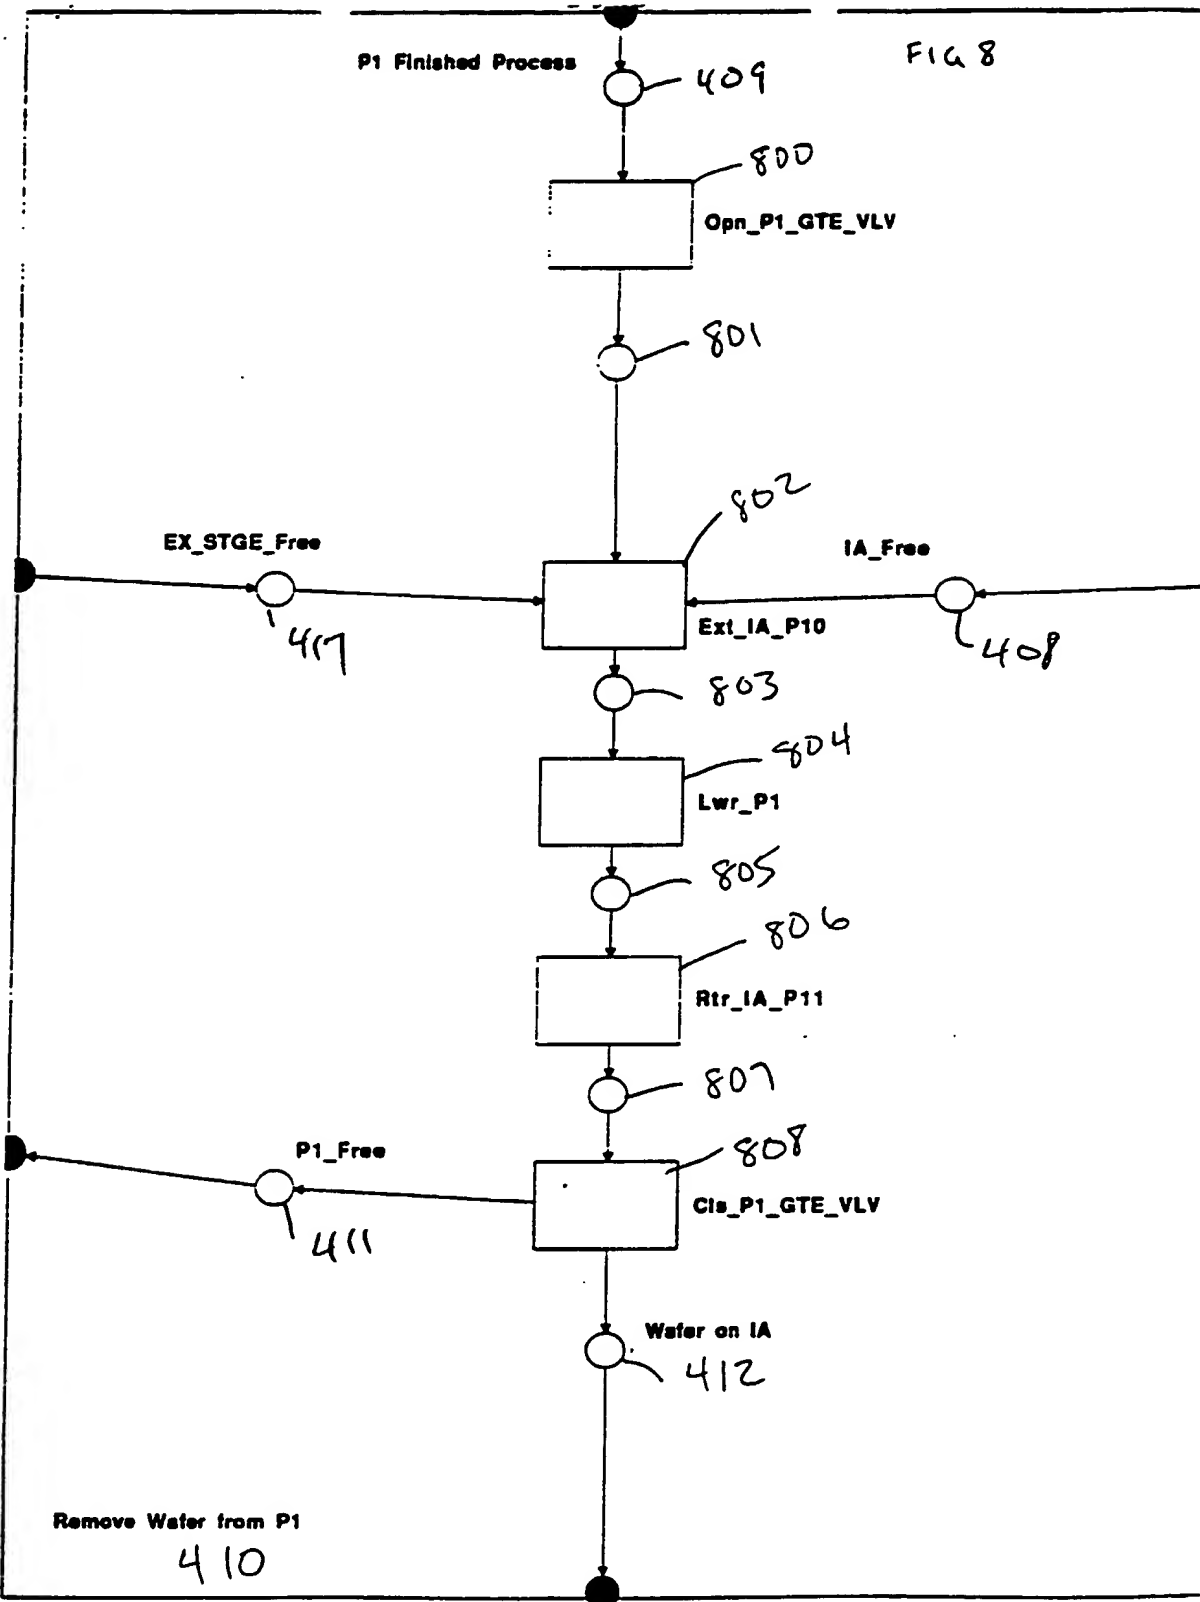 FIG 8
P1 Finished Process
409
800
Opn_P1_GTE_VLV
801
802
EX_STGE_Free
IA_Free
417
Ext_IA_P10
408
803
804
Lwr_P1
805
806
Rtr_IA_P11
807
P1_Free
808
411
Cls_P1_GTE_VLV
Wafer on IA
412
Remove Wafer from P1
410